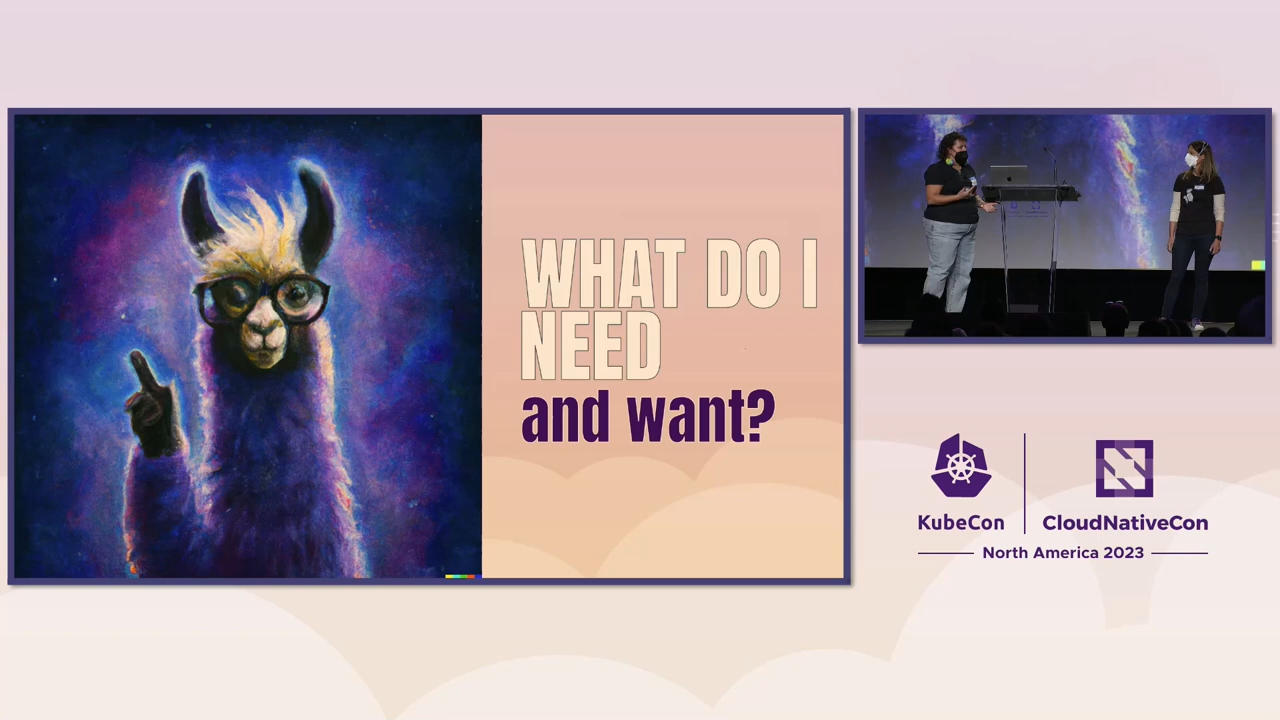 WHAT DO I
NEED
and want?
KubeCon
CloudNativeCon
North America 2023